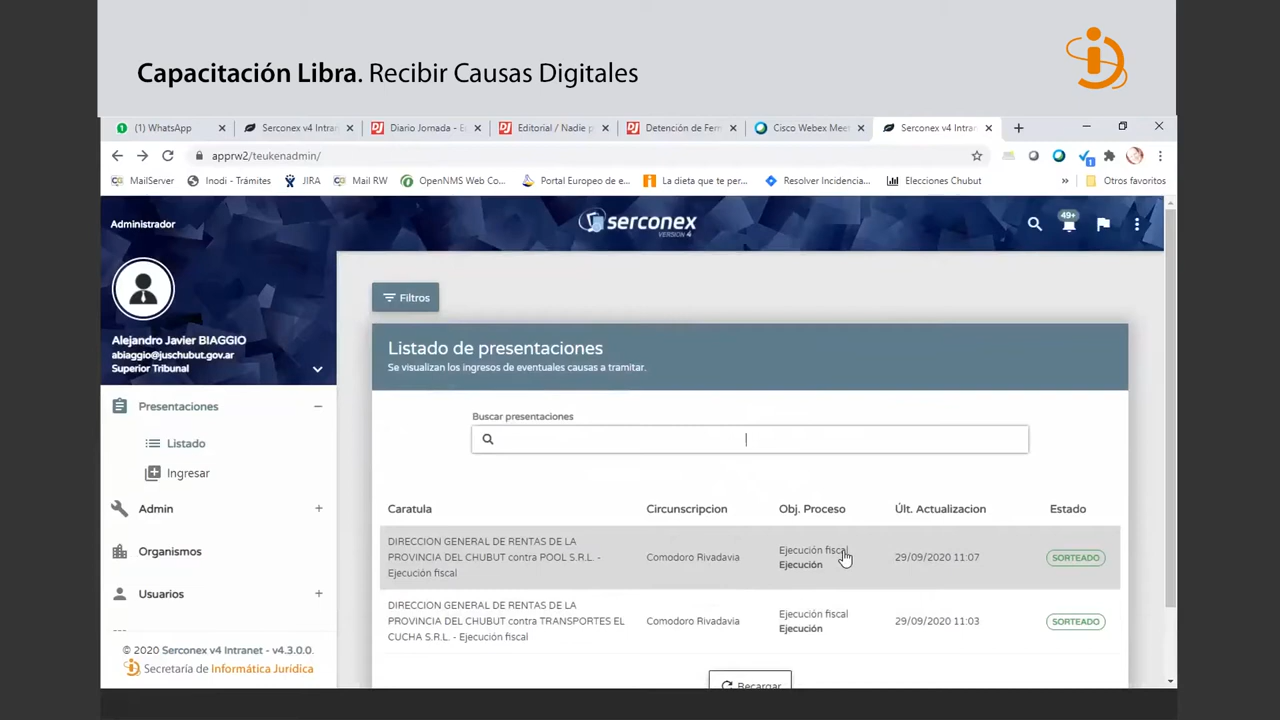 Capacitación Libra. Recibir Causas Digitales
(1) WhatsApp
Serconex v4 Intran
Diario Jornada - E
Editorial / Nadie p
Detención de Fer
Cisco Webex Mee
Serconex v4 Intran
apprw2/teukenadmin/
MailServer
Inodi - Trámites
JIRA
Mail RW
OpenNMS Web Co...
Portal Europeo de e...
La dieta que te per...
Resolver Incidencia...
Elecciones Chubut
»
Otros favoritos
Administrador
serconex
VERSION 4
49+
Alejandro Javier BIAGGIO
abiaggio@juschubut.gov.ar
Superior Tribunal
Presentaciones
Listado
Ingresar
Admin
Organismos
Usuarios
© 2020 Serconex v4 Intranet - v4.3.0.0.
Secretaría de Informática Jurídica
Filtros
Listado de presentaciones
Se visualizan los ingresos de eventuales causas a tramitar.
Buscar presentaciones
Caratula Circunscripcion Obj. Proceso Últ. Actualizacion Estado
DIRECCION GENERAL DE RENTAS DE LA
PROVINCIA DEL CHUBUT contra POOL S.R.L. -
Ejecución fiscal
Comodoro Rivadavia
Ejecución fiscal
Ejecución
29/09/2020 11:07
SORTEADO
DIRECCION GENERAL DE RENTAS DE LA
PROVINCIA DEL CHUBUT contra TRANSPORTES EL
CUCHA S.R.L. - Ejecución fiscal
Comodoro Rivadavia
Ejecución fiscal
Ejecución
29/09/2020 11:03
SORTEADO
Recargar